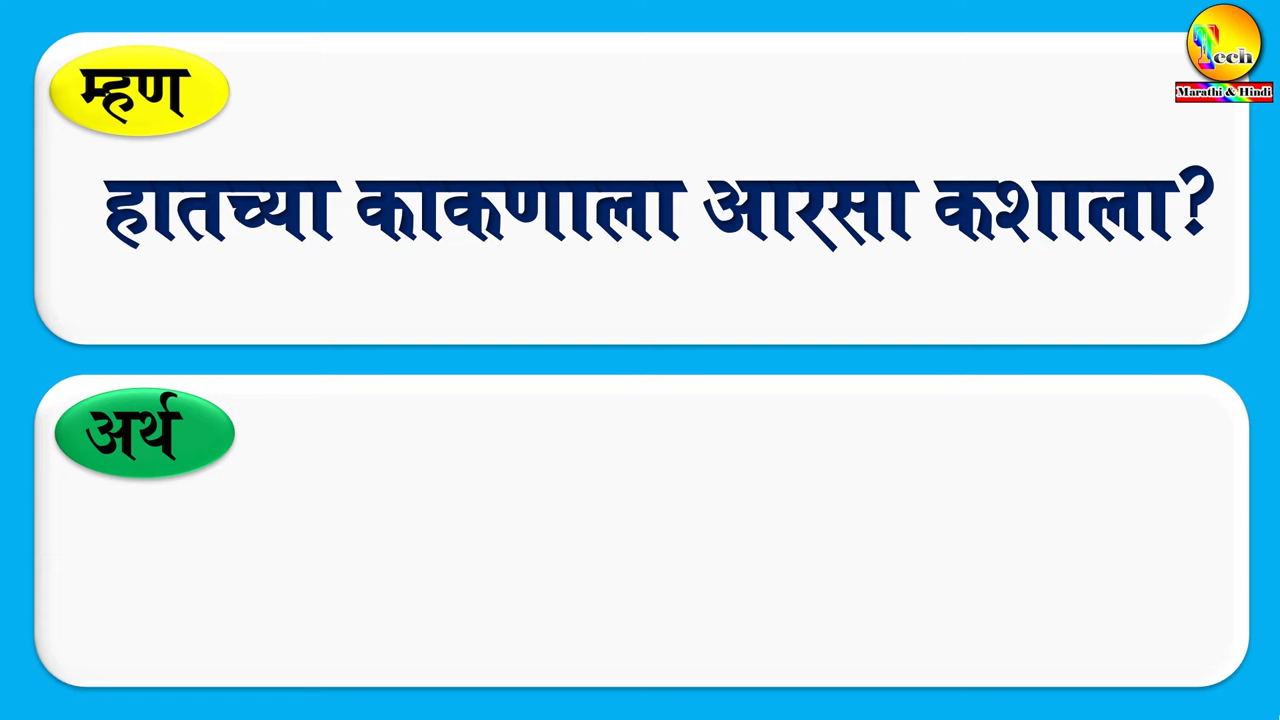 म्हण
हातच्या काकणाला आरसा कशाला?
अर्थ
Tech
Marathi & Hindi